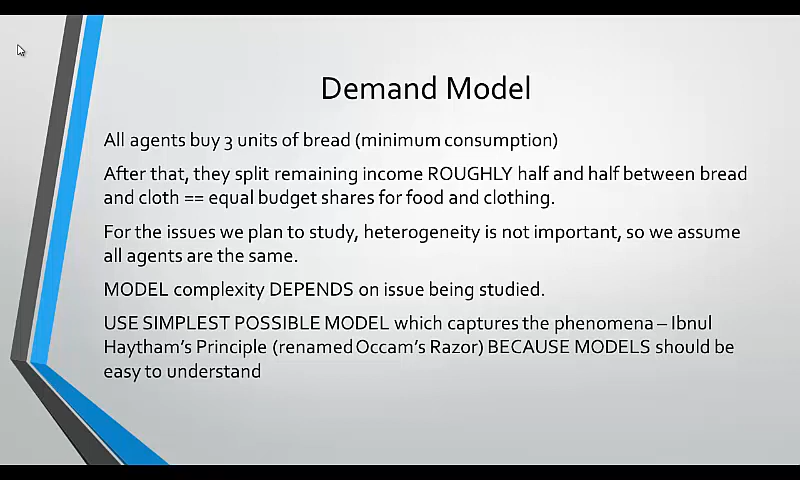 Demand Model
All agents buy 3 units of bread (minimum consumption)
After that, they split remaining income ROUGHLY half and half between bread
and cloth == equal budget shares for food and clothing.
For the issues we plan to study, heterogeneity is not important, so we assume
all agents are the same.
MODEL complexity DEPENDS on issue being studied.
USE SIMPLEST POSSIBLE MODEL which captures the phenomena – Ibnul
Haytham's Principle (renamed Occam's Razor) BECAUSE MODELS should be
easy to understand